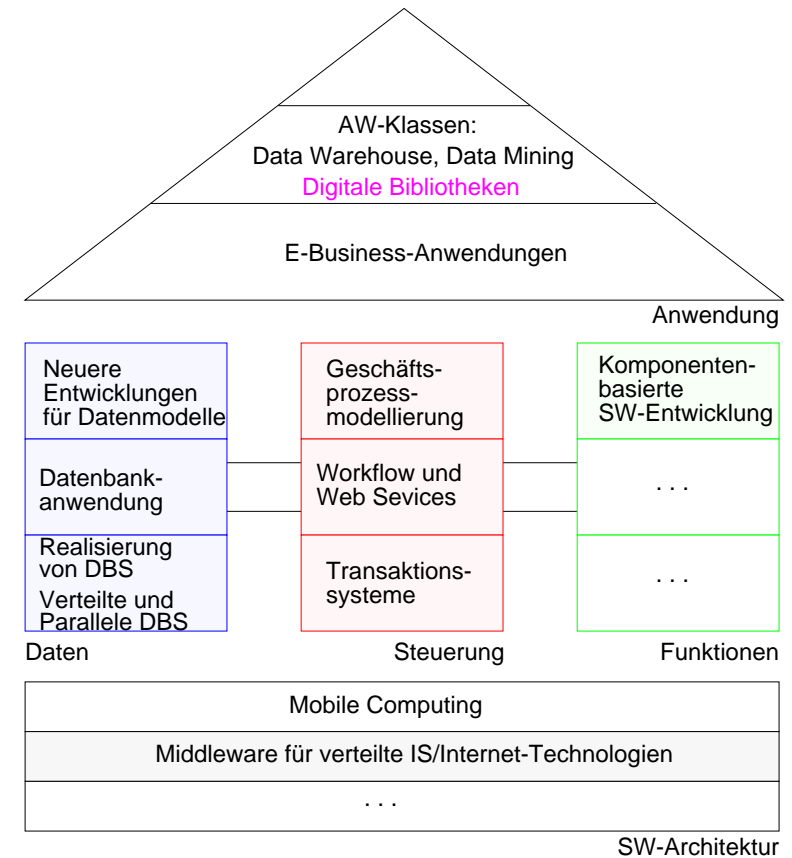 AW-Klassen:
Data Warehouse, Data Mining
Digitale Bibliotheken
E-Business-Anwendungen
Anwendung
Neuere
Entwicklungen
für Datenmodelle
Geschäfts-
prozess-
modellierung
Komponenten-
basierte
SW-Entwicklung
Datenbank-
anwendung
Workflow und
Web Sevices
. . .
Realisierung
von DBS
Verteilte und
Parallele DBS
Transaktions-
systeme
. . .
Daten
Steuerung
Funktionen
Mobile Computing
Middleware für verteilte IS/Internet-Technologien
. . .
SW-Architektur